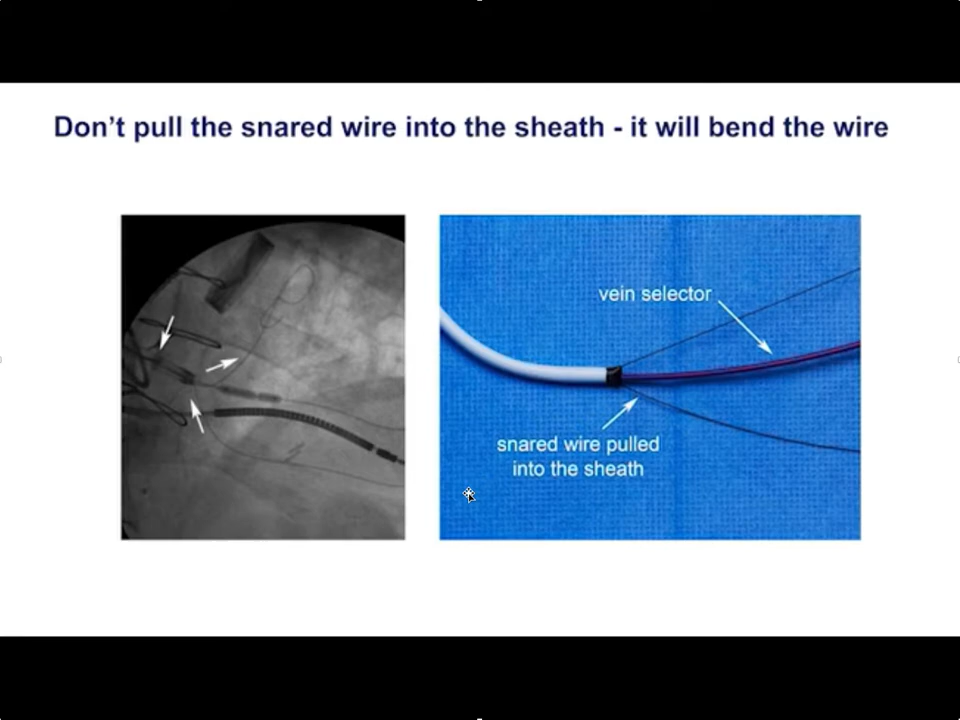 Don't pull the snared wire into the sheath - it will bend the wire
vein selector
snared wire pulled
into the sheath